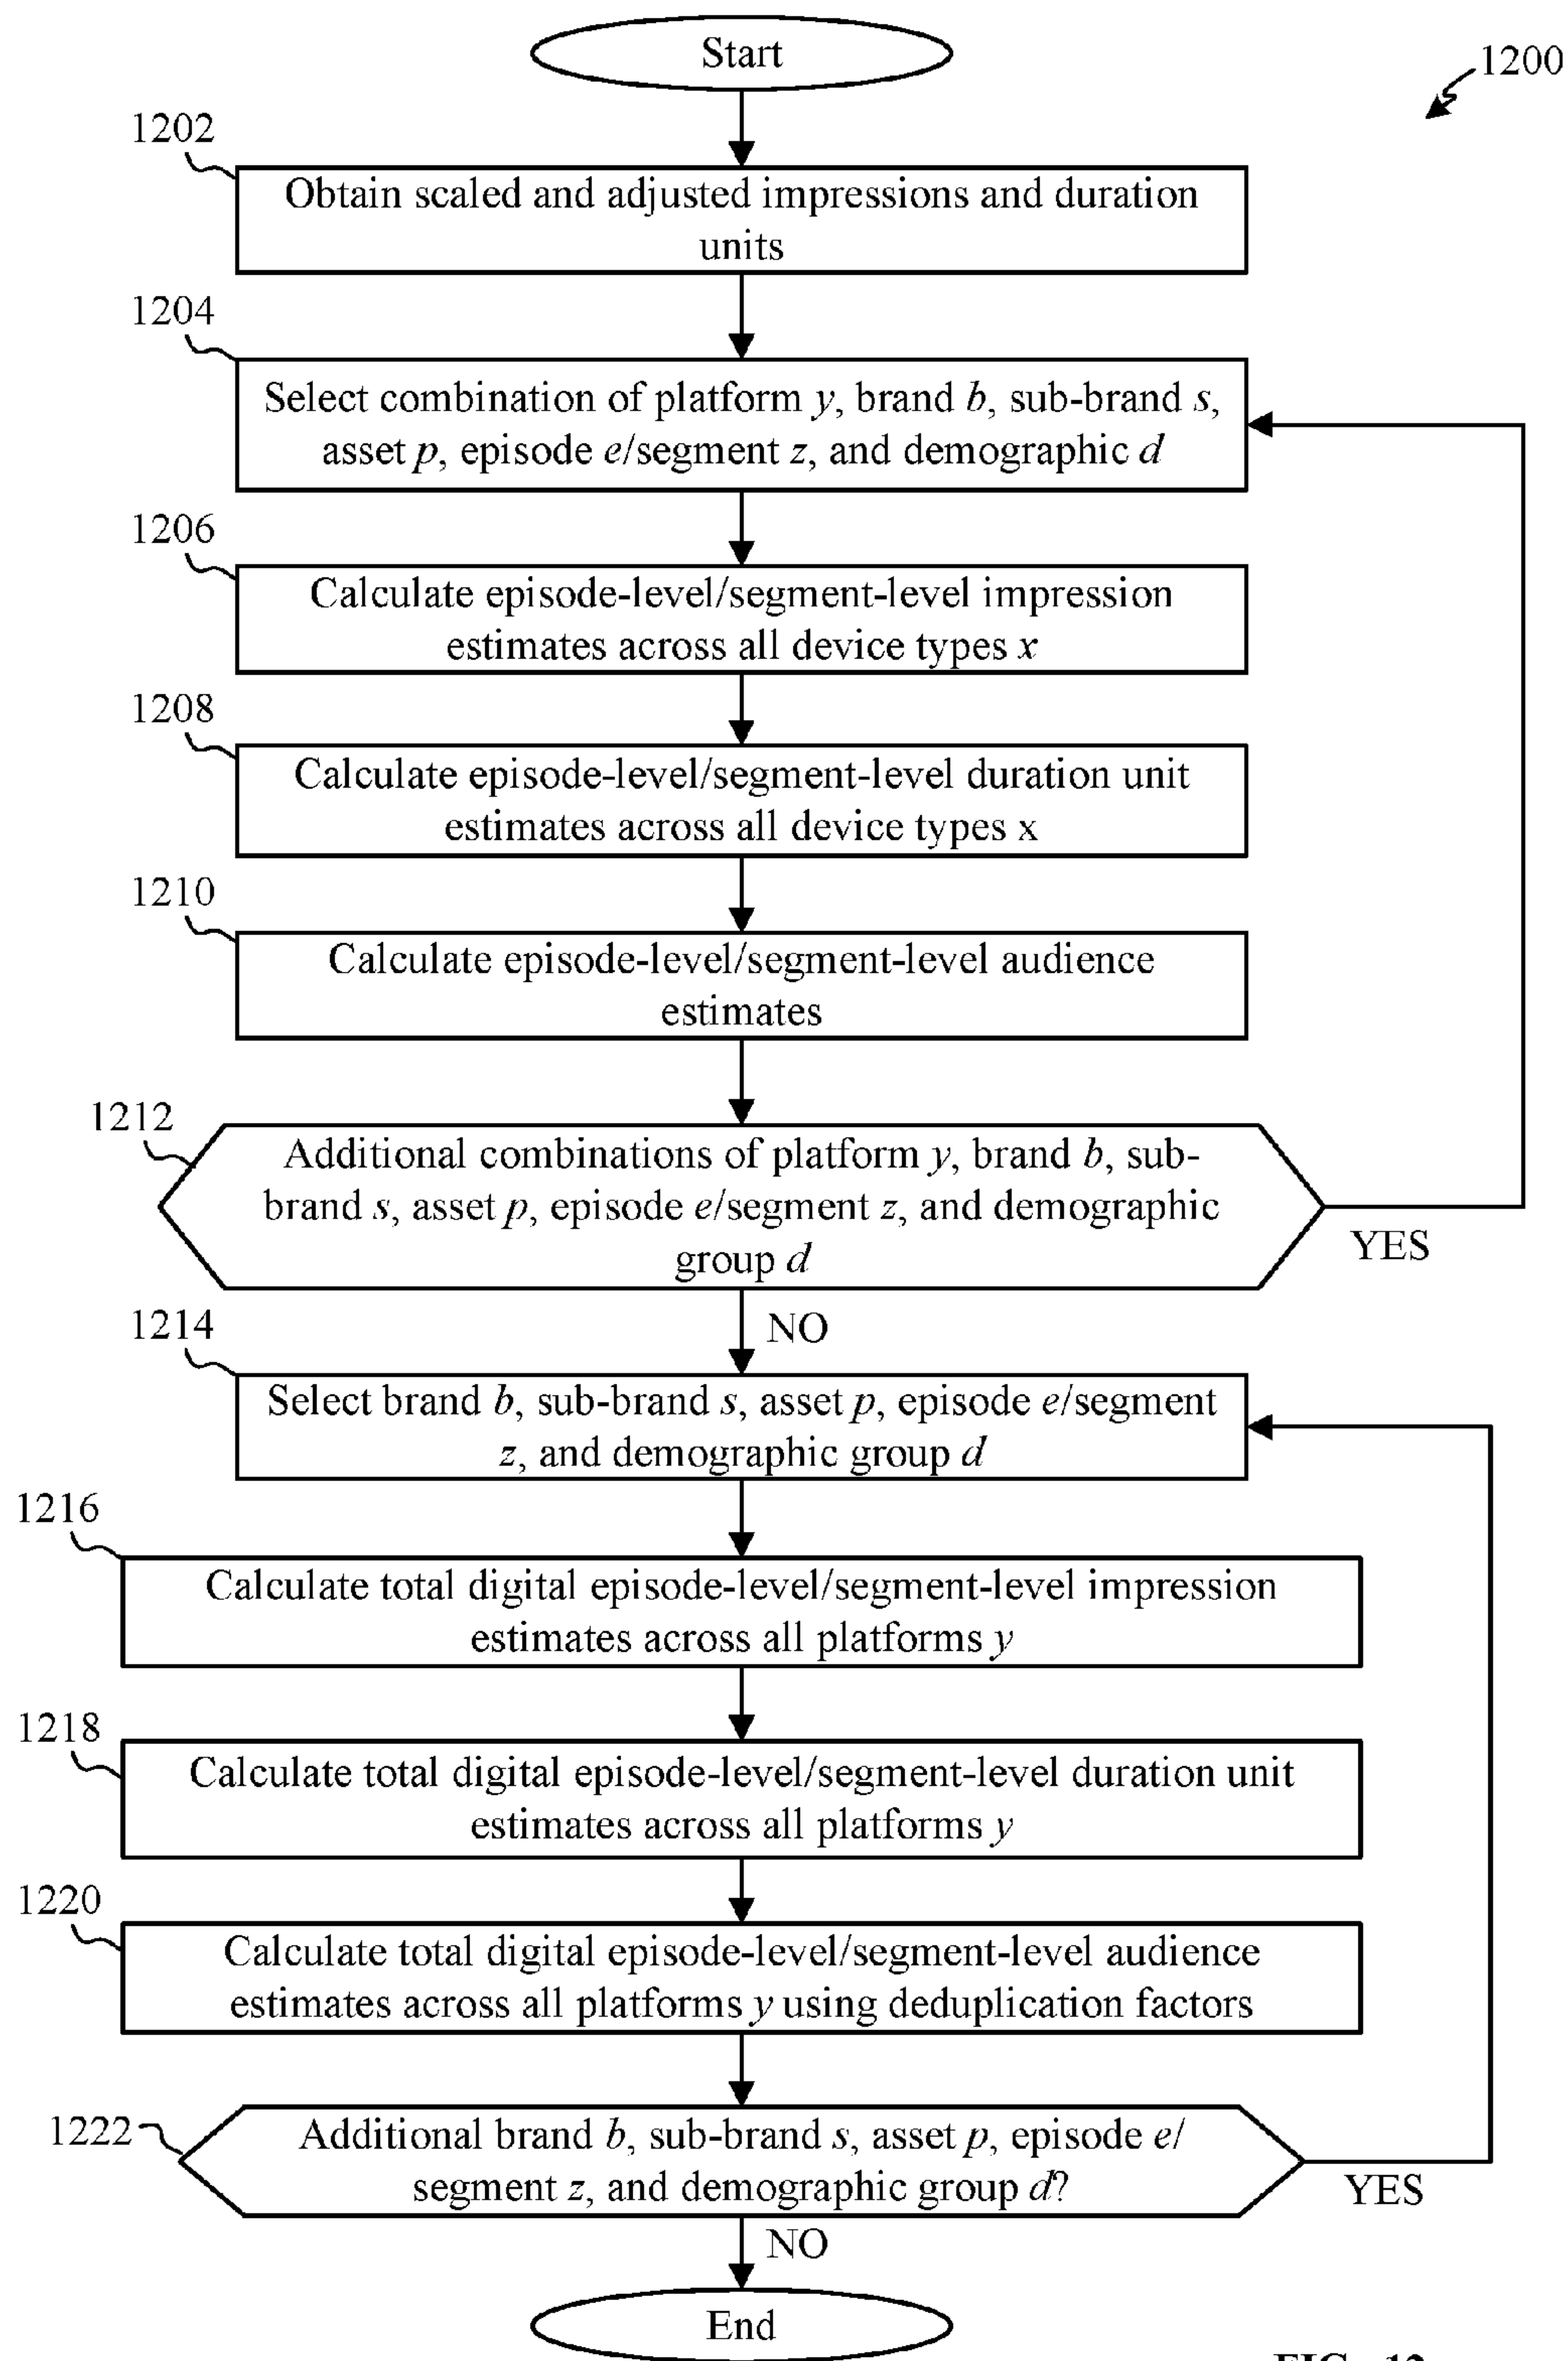 Start
1200
1202
Obtain scaled and adjusted impressions and duration
units
1204
Select combination of platform y, brand b, sub-brand s,
asset p, episode e/segment z, and demographic d
1206
Calculate episode-level/segment-level impression
estimates across all device types x
1208
Calculate episode-level/segment-level duration unit
estimates across all device types x
1210
Calculate episode-level/segment-level audience
estimates
1212
Additional combinations of platform y, brand b, sub-
brand s, asset p, episode e/segment z, and demographic
group d
YES
NO
1214
Select brand b, sub-brand s, asset p, episode e/segment
z, and demographic group d
1216
Calculate total digital episode-level/segment-level impression
estimates across all platforms y
1218
Calculate total digital episode-level/segment-level duration unit
estimates across all platforms y
1220
Calculate total digital episode-level/segment-level audience
estimates across all platforms y using deduplication factors
1222
Additional brand b, sub-brand s, asset p, episode e/
segment z, and demographic group d?
YES
NO
End
FIG. 12